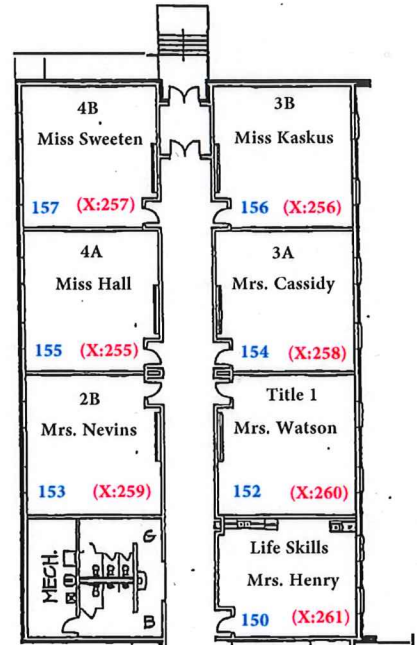 4B
Miss Sweeten
157 (X:257)
3B
Miss Kaskus
156 (X:256)
4A
Miss Hall
155 (X:255)
3A
Mrs. Cassidy
154 (X:258)
2B
Mrs. Nevins
153 (X:259)
Title 1
Mrs. Watson
152 (X:260)
MECH.
G
B
Life Skills
Mrs. Henry
150 (X:261)